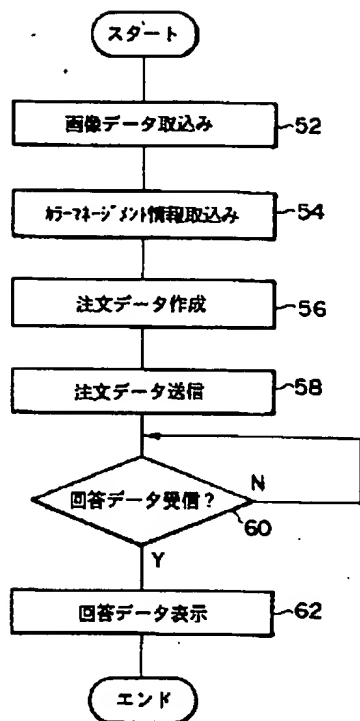 スタート
画像データ取込み 52
カラーマネージメント情報取込み 54
注文データ作成 56
注文データ送信 58
回答データ受信? N
60
Y
回答データ表示 62
エンド